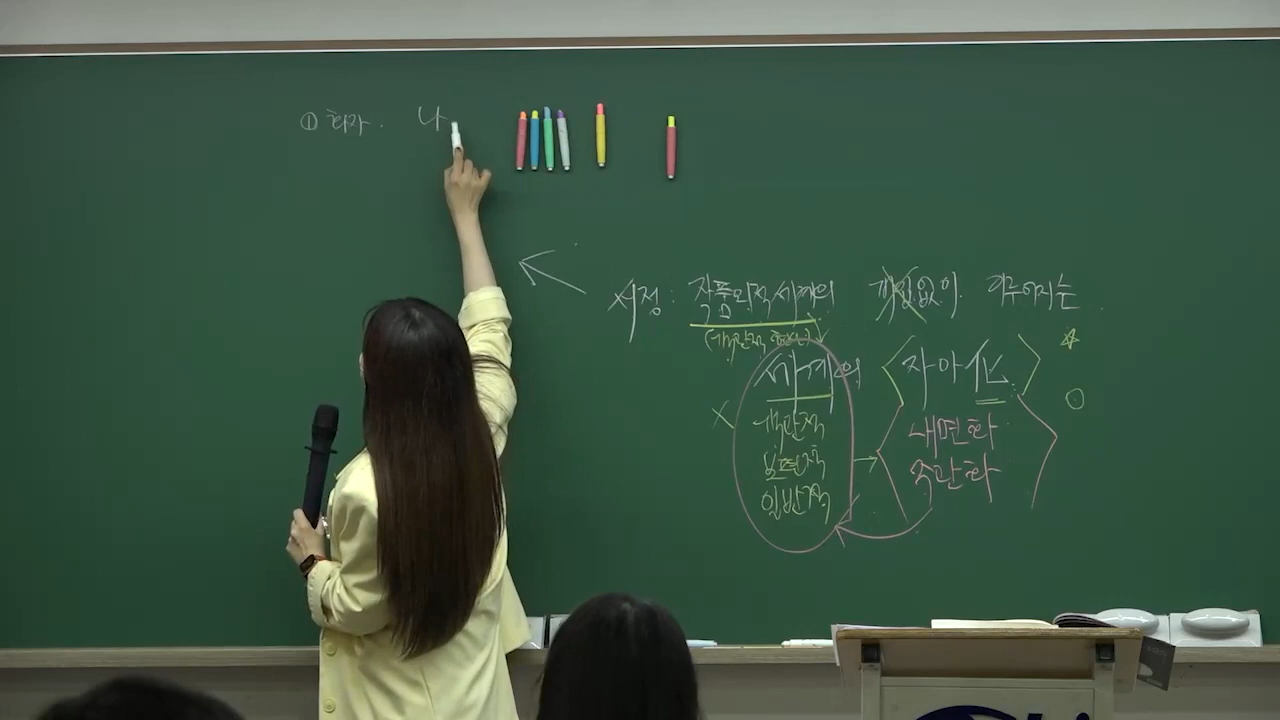 ① 화자. 나
서정: 작품외적 세계의 개입없이 이루어지는
(객관적
세계의 자아化
객관적 내면화
보편적 주관화
일반적